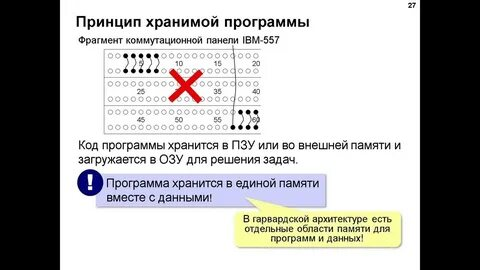 27
Принцип хранимой программы
Фрагмент коммутационной панели IBM-557
5 10 15 20
25 35 40
45 50 55 60
Код программы хранится в ПЗУ или во внешней памяти и
загружается в ОЗУ для решения задач.
! Программа хранится в единой памяти
вместе с данными!
В гарвардской архитектуре есть
отдельные области памяти для
программ и данных!